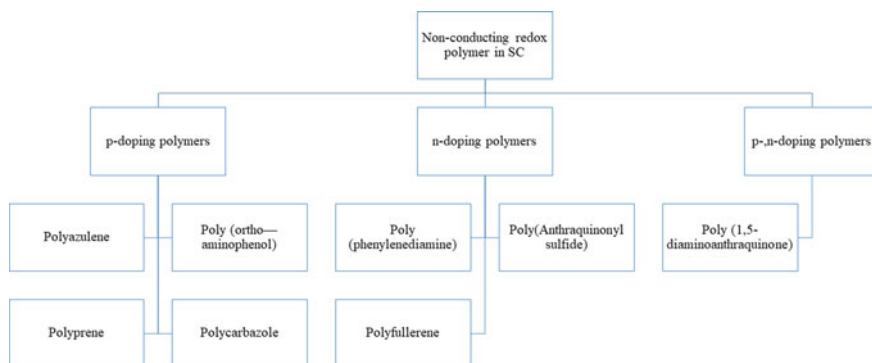 Non-conducting redox
polymer in SC
p-doping polymers
n-doping polymers
p-,n-doping polymers
Polyazulene
Poly (ortho—
aminophenol)
Poly
(phenylenediamine)
Poly(Anthraquinonyl
sulfide)
Poly (1,5-
diaminoanthraquinone)
Polyprene
Polycarbazole
Polyfullerene